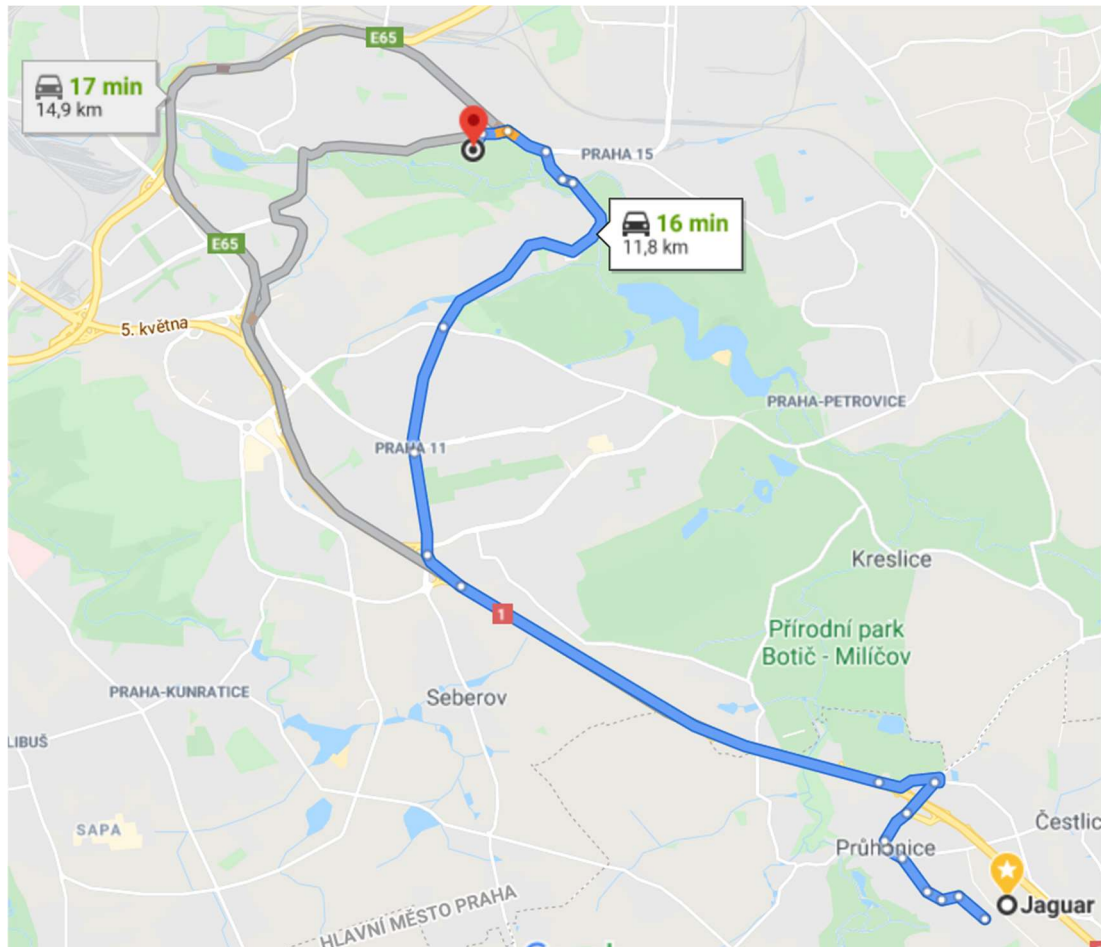 E65
17 min
14,9 km
PRAHA 15
16 min
11,8 km
E65
5. května
PRAHA-PETROVICE
PRAHA 11
Kreslice
1
Přírodní park
Botič - Milíčov
PRAHA-KUNRATICE
Seberov
LIBUŠ
SAPA
Čestlic
Průhonice
Jaguar
HLAVNÍ MĚSTO PRAHA